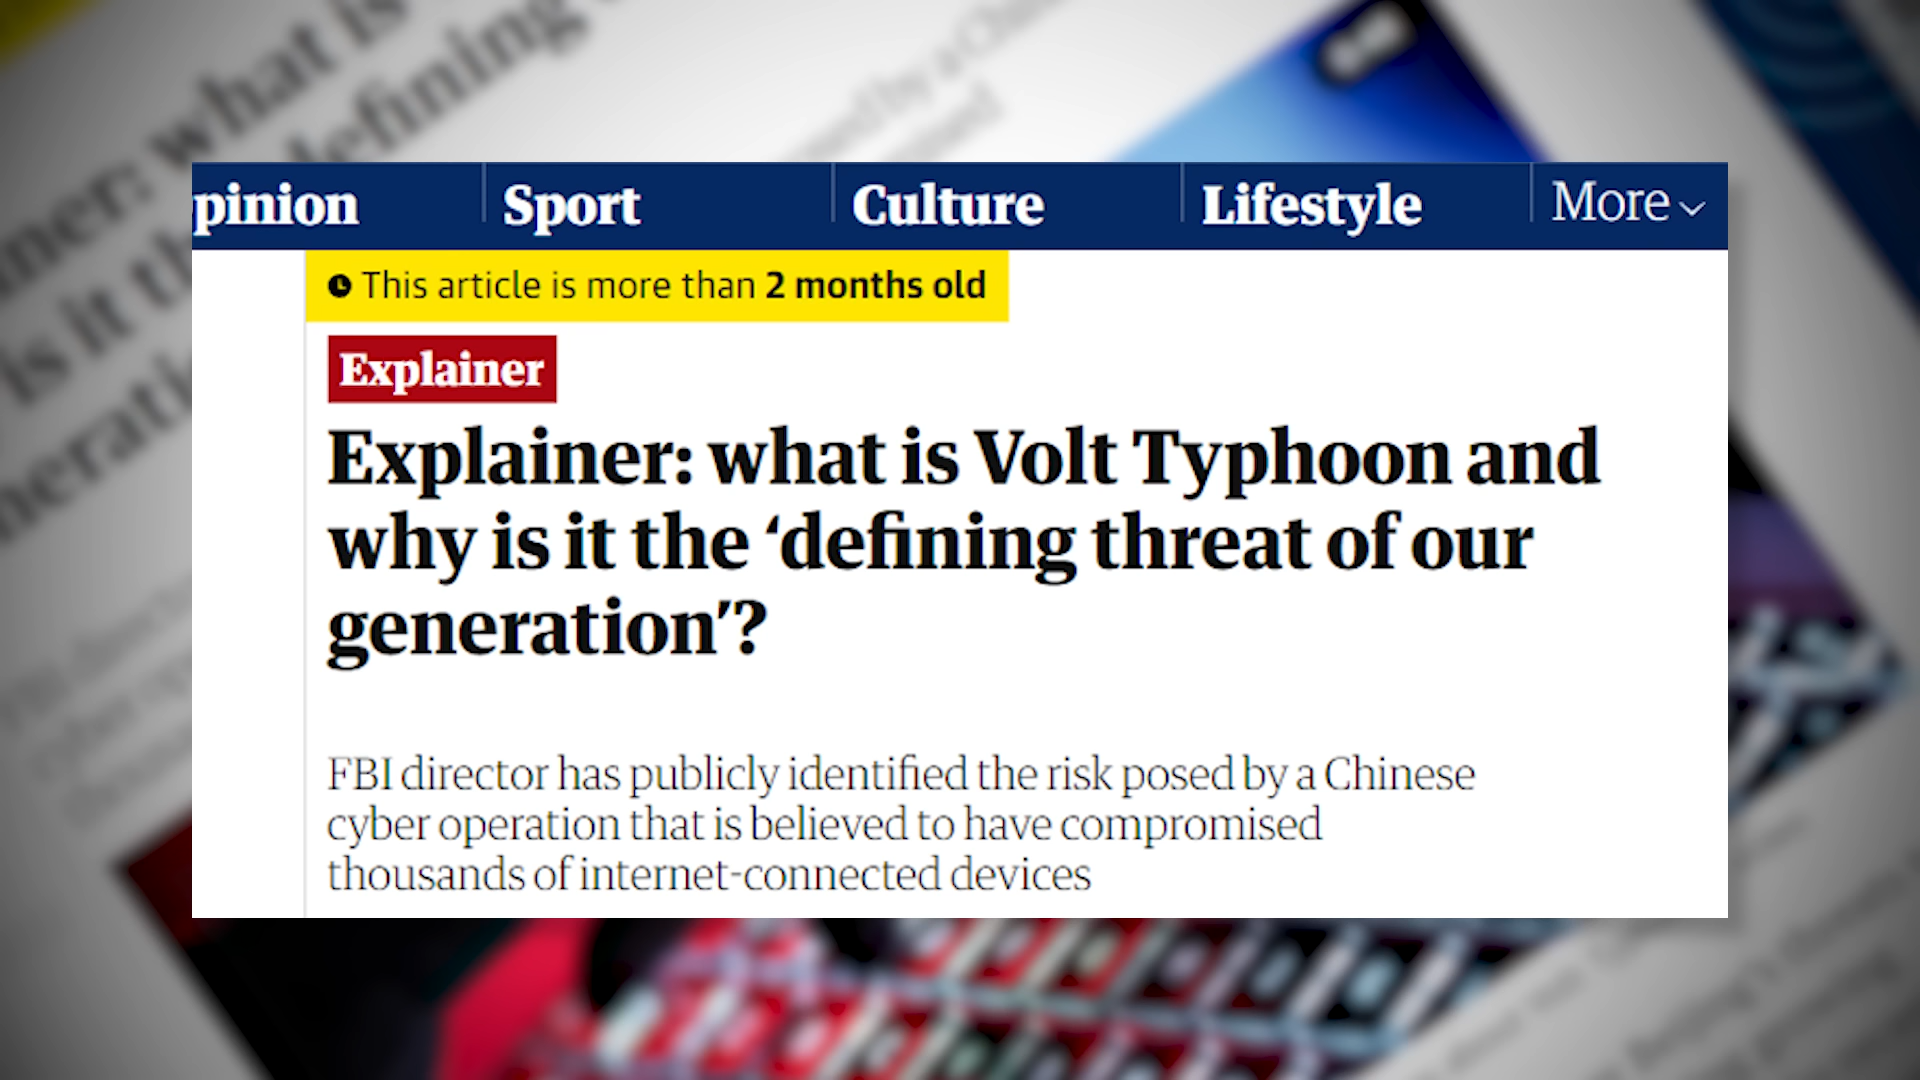 pinion Sport Culture Lifestyle More
This article is more than 2 months old
Explainer
Explainer: what is Volt Typhoon and
why is it the ‘defining threat of our
generation’?
FBI director has publicly identified the risk posed by a Chinese
cyber operation that is believed to have compromised
thousands of internet-connected devices